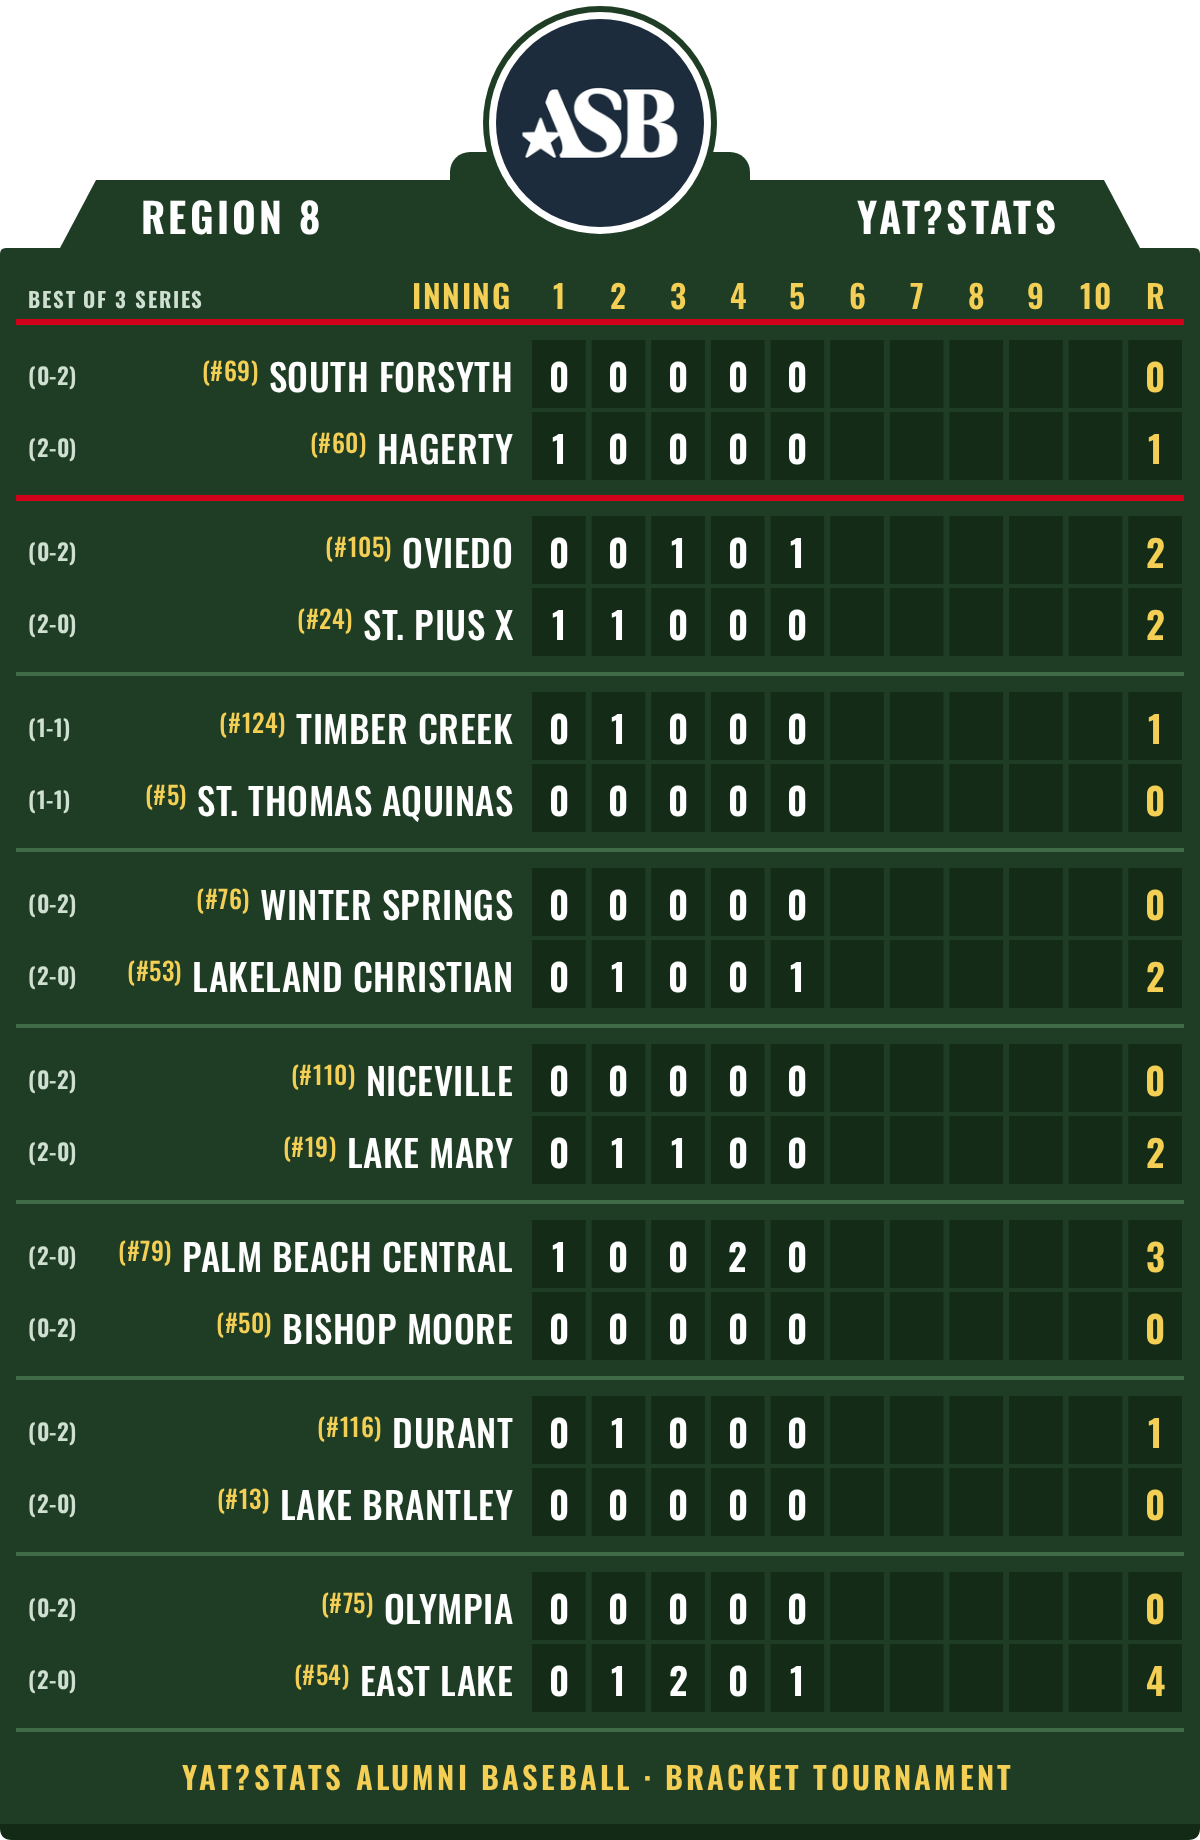 ASB
REGION 8 YAT?STATS
BEST OF 3 SERIES INNING 1 2 3 4 5 6 7 8 9 10 R
(0-2) (#69) SOUTH FORSYTH 0 0 0 0 0 0
(2-0) (#60) HAGERTY 1 0 0 0 0 1
(0-2) (#105) OVIEDO 0 0 1 0 1 2
(2-0) (#24) ST. PIUS X 1 1 0 0 0 2
(1-1) (#124) TIMBER CREEK 0 1 0 0 0 1
(1-1) (#5) ST. THOMAS AQUINAS 0 0 0 0 0 0
(0-2) (#76) WINTER SPRINGS 0 0 0 0 0 0
(2-0) (#53) LAKELAND CHRISTIAN 0 1 0 0 1 2
(0-2) (#110) NICEVILLE 0 0 0 0 0 0
(2-0) (#19) LAKE MARY 0 1 1 0 0 2
(2-0) (#79) PALM BEACH CENTRAL 1 0 0 2 0 3
(0-2) (#50) BISHOP MOORE 0 0 0 0 0 0
(0-2) (#116) DURANT 0 1 0 0 0 1
(2-0) (#13) LAKE BRANTLEY 0 0 0 0 0 0
(0-2) (#75) OLYMPIA 0 0 0 0 0 0
(2-0) (#54) EAST LAKE 0 1 2 0 1 4
YAT?STATS ALUMNI BASEBALL · BRACKET TOURNAMENT